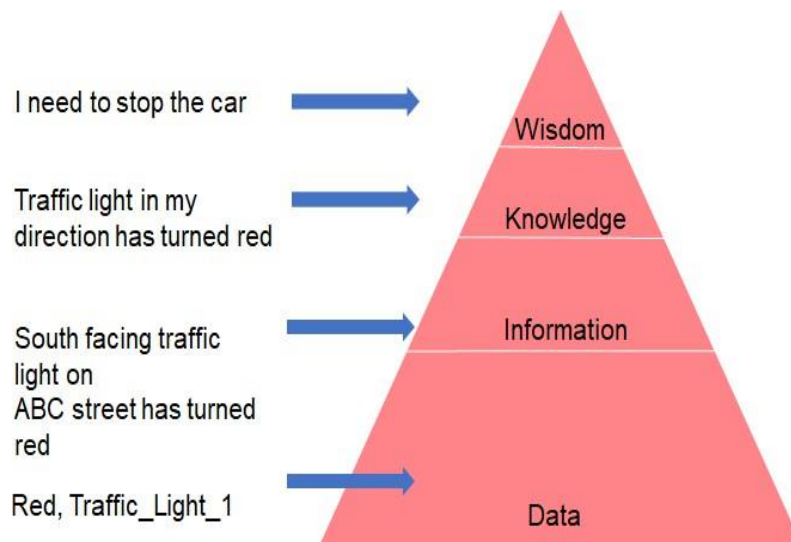 I need to stop the car
Wisdom
Traffic light in my
direction has turned red
Knowledge
South facing traffic
light on
ABC street has turned
red
Information
Red, Traffic_Light_1
Data